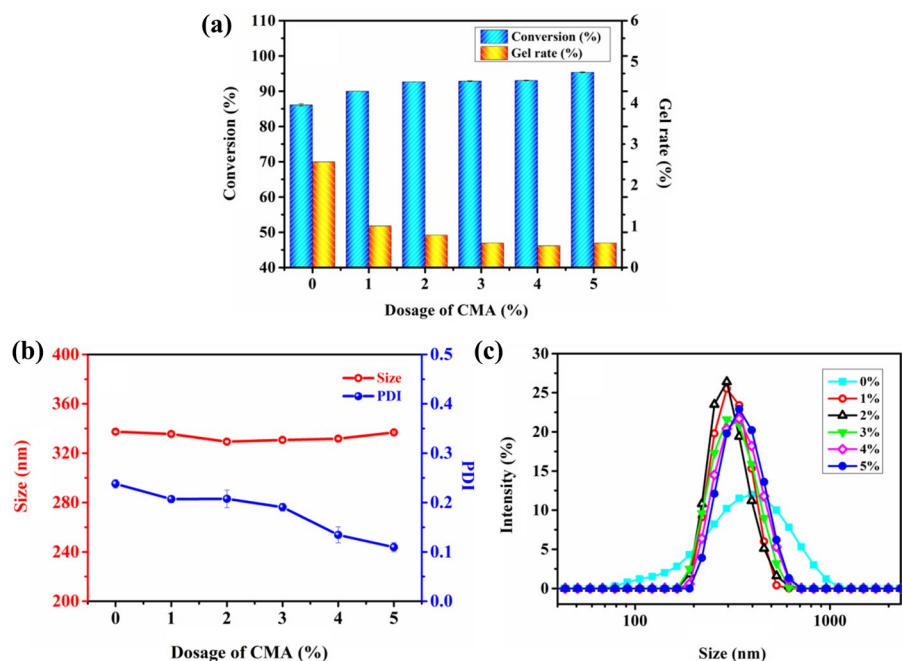 (a)
110
100
90
80
70
60
50
40
Conversion (%)
Conversion (%)
Gel rate (%)
6
5
4
3
2
1
0
Gel rate (%)
0 1 2 3 4 5
Dosage of CMA (%)
(b)
400
360
320
280
240
200
Size (nm)
Size
PDI
0.5
0.4
0.3
0.2
0.1
0.0
PDI
0 1 2 3 4 5
Dosage of CMA (%)
(c)
30
25
20
15
10
5
0
Intensity (%)
0%
1%
2%
3%
4%
5%
100 1000
Size (nm)